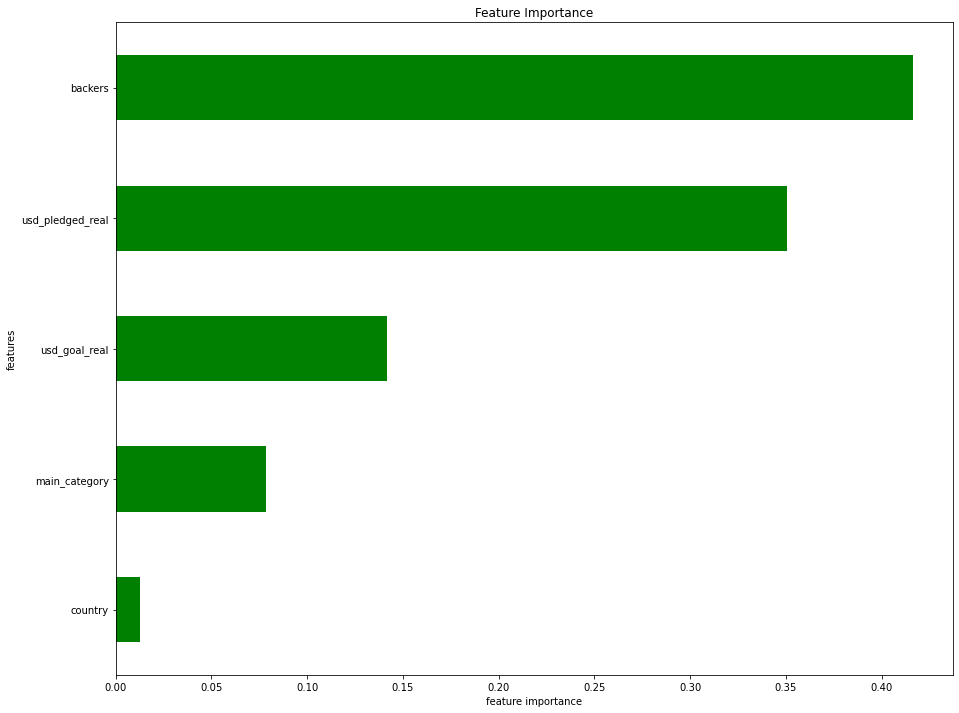 Feature Importance
backers
usd_pledged_real
usd_goal_real
main_category
country
features
0.00 0.05 0.10 0.15 0.20 0.25 0.30 0.35 0.40
feature importance